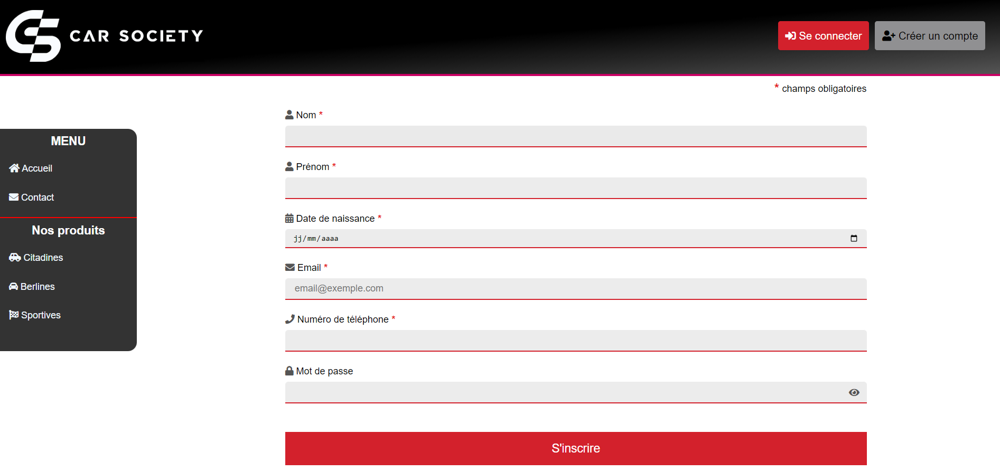 CAR SOCIETY
Se connecter
Créer un compte
* champs obligatoires
MENU
Accueil
Contact
Nos produits
Citadines
Berlines
Sportives
Nom *
Prénom *
Date de naissance *
jj/mm/aaaa
Email *
email@exemple.com
Numéro de téléphone *
Mot de passe
S'inscrire